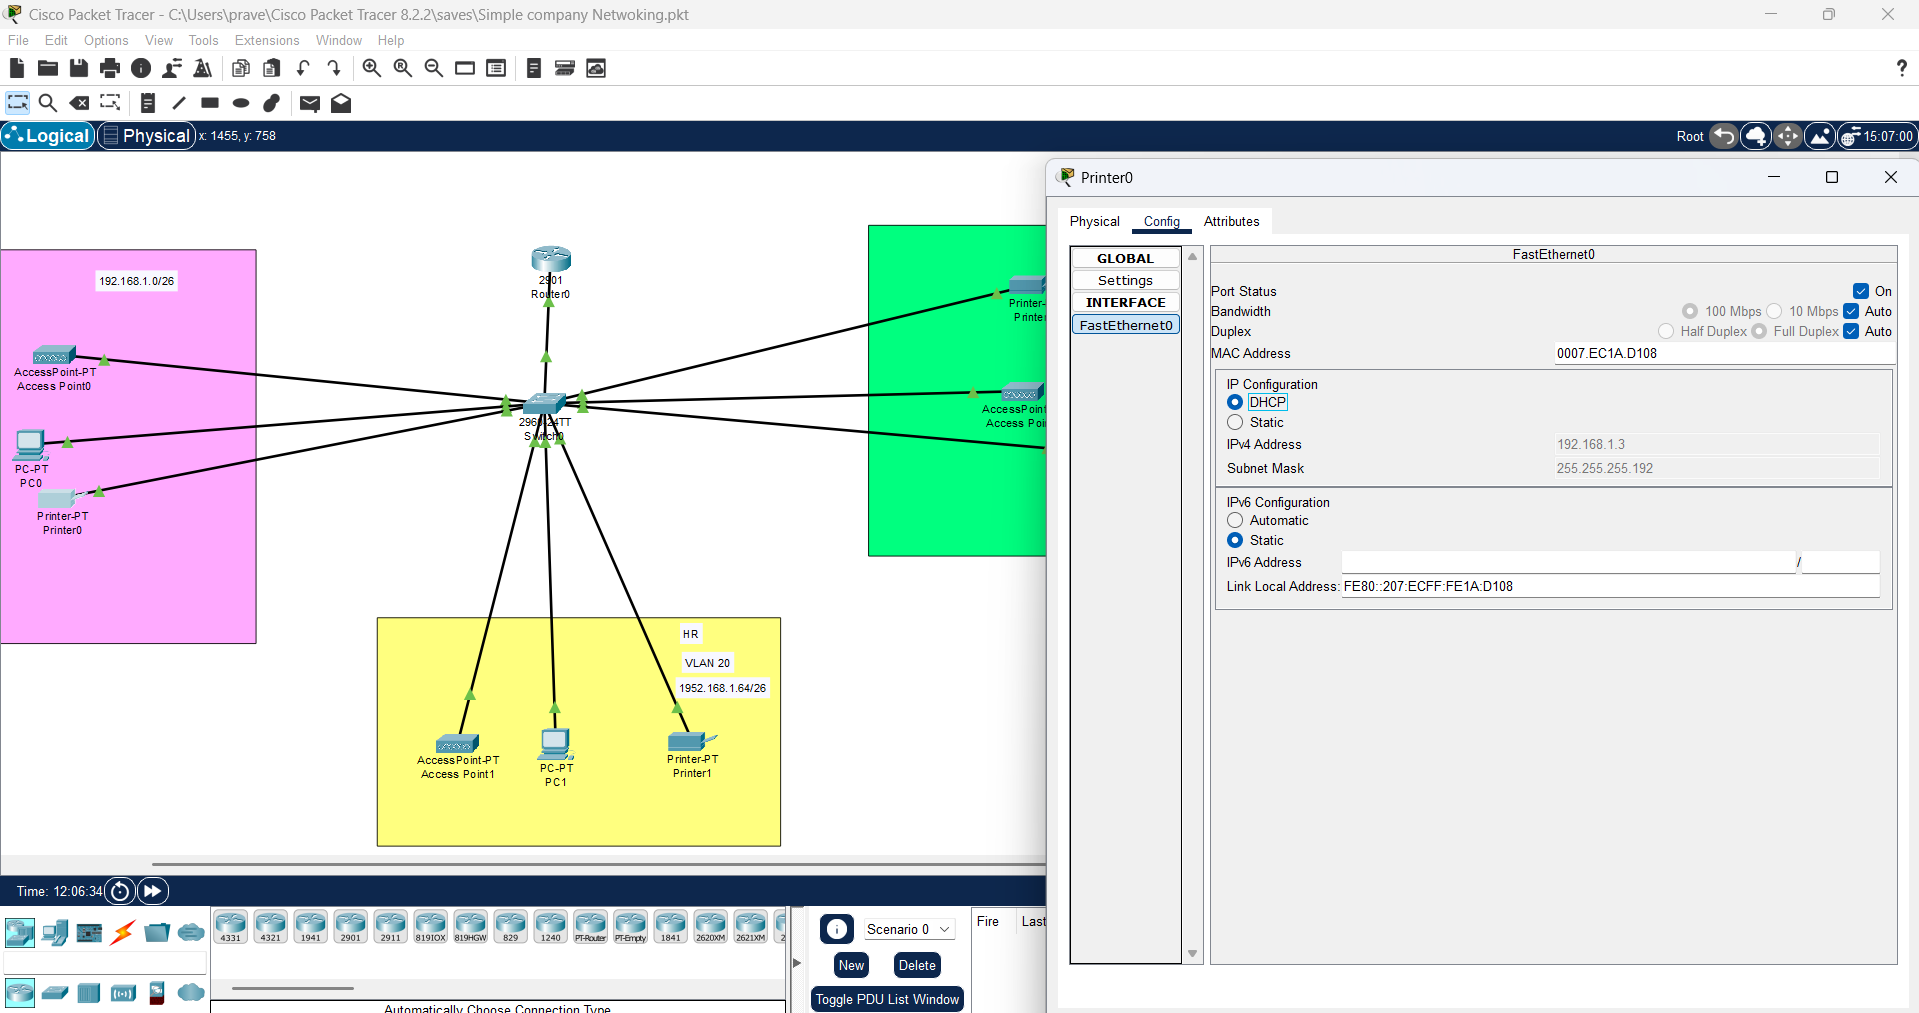 Cisco Packet Tracer - C:\Users\prave\Cisco Packet Tracer 8.2.2\saves\Simple company Netwoking.pkt
File Edit Options View Tools Extensions Window Help
?
Logical Physical x: 1455, y: 758 Root 15:07:00
192.168.1.0/26
AccessPoint-PT
Access Point0
PC-PT
PC0
Printer-PT
Printer0
2901
Router0
2960-24TT
Switch0
Printer-
Printer
AccessPoint
Access Poi
HR
VLAN 20
1952.168.1.64/26
AccessPoint-PT
Access Point1
PC-PT
PC1
Printer-PT
Printer1
Printer0
Physical Config Attributes
GLOBAL
Settings
INTERFACE
FastEthernet0
FastEthernet0
Port Status On
Bandwidth 100 Mbps 10 Mbps Auto
Duplex Half Duplex Full Duplex Auto
MAC Address 0007.EC1A.D108
IP Configuration
DHCP
Static
IPv4 Address 192.168.1.3
Subnet Mask 255.255.255.192
IPv6 Configuration
Automatic
Static
IPv6 Address /
Link Local Address: FE80::207:ECFF:FE1A:D108
Time: 12:06:34
4331 4321 1941 2901 2911 819IOX 819HGW 829 1240 PT-Router PT-Empty 1841 2620XM 2621XM 2
Automatically Choose Connection Type
Scenario 0
New Delete
Toggle PDU List Window
Fire Last